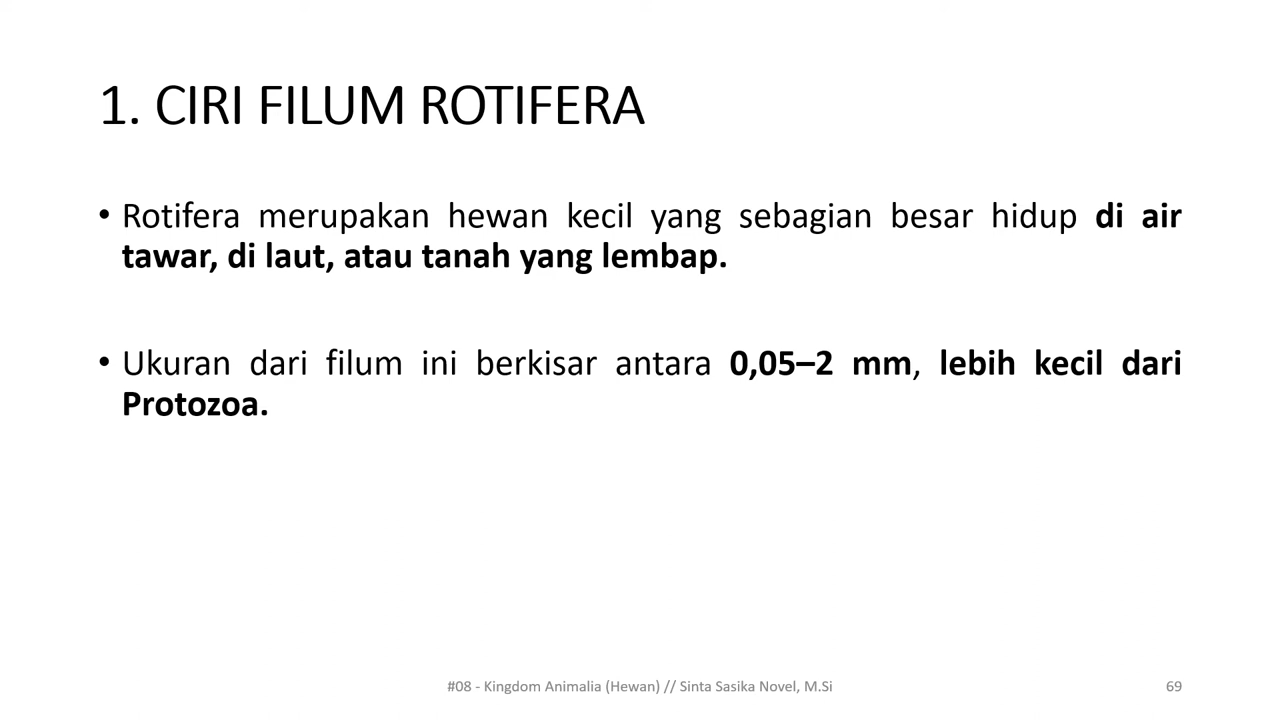 1. CIRI FILUM ROTIFERA
• Rotifera merupakan hewan kecil yang sebagian besar hidup di air
tawar, di laut, atau tanah yang lembap.
• Ukuran dari filum ini berkisar antara 0,05–2 mm, lebih kecil dari
Protozoa.
#08 - Kingdom Animalia (Hewan) // Sinta Sasika Novel, M.Si
69